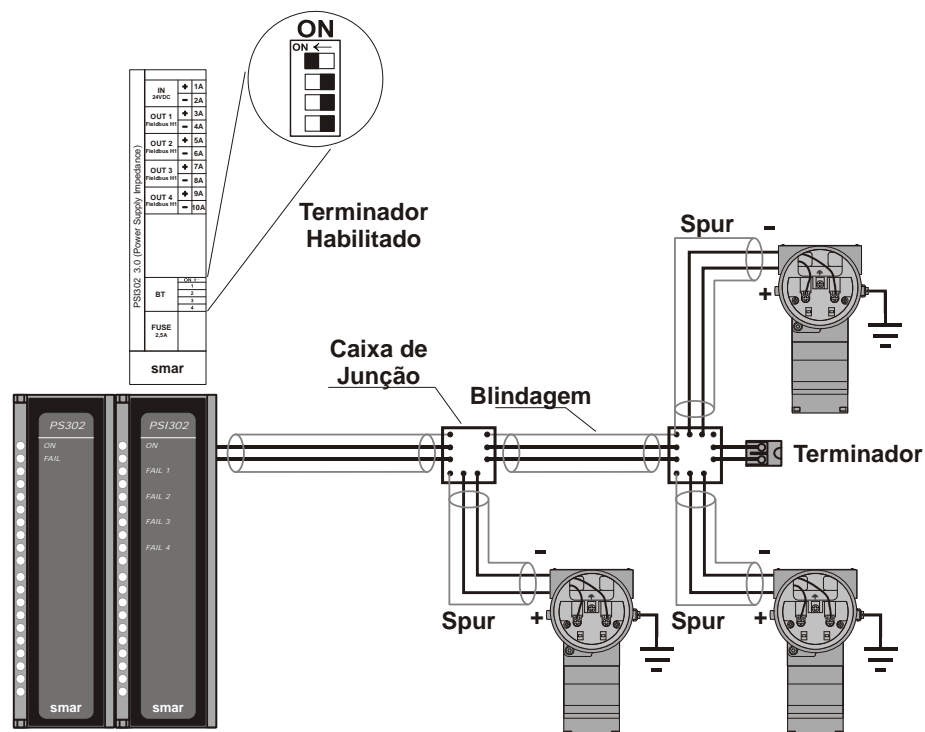 ON
ON ←
IN + 1A
24VDC - 2A
OUT 1 + 3A
Fieldbus H1 - 4A
OUT 2 + 5A
Fieldbus H1 - 6A
OUT 3 + 7A
Fieldbus H1 - 8A
OUT 4 + 9A
Fieldbus H1 - 10A
PSI302 3.0 (Power Supply Impedance)
BT
ON ←
1
2
3
4
FUSE
2,5A
smar
Terminador
Habilitado
Spur
-
+
Caixa de
Junção
Blindagem
Terminador
PS302
ON
FAIL
smar
PSI302
ON
FAIL 1
FAIL 2
FAIL 3
FAIL 4
smar
-
Spur +
-
Spur +